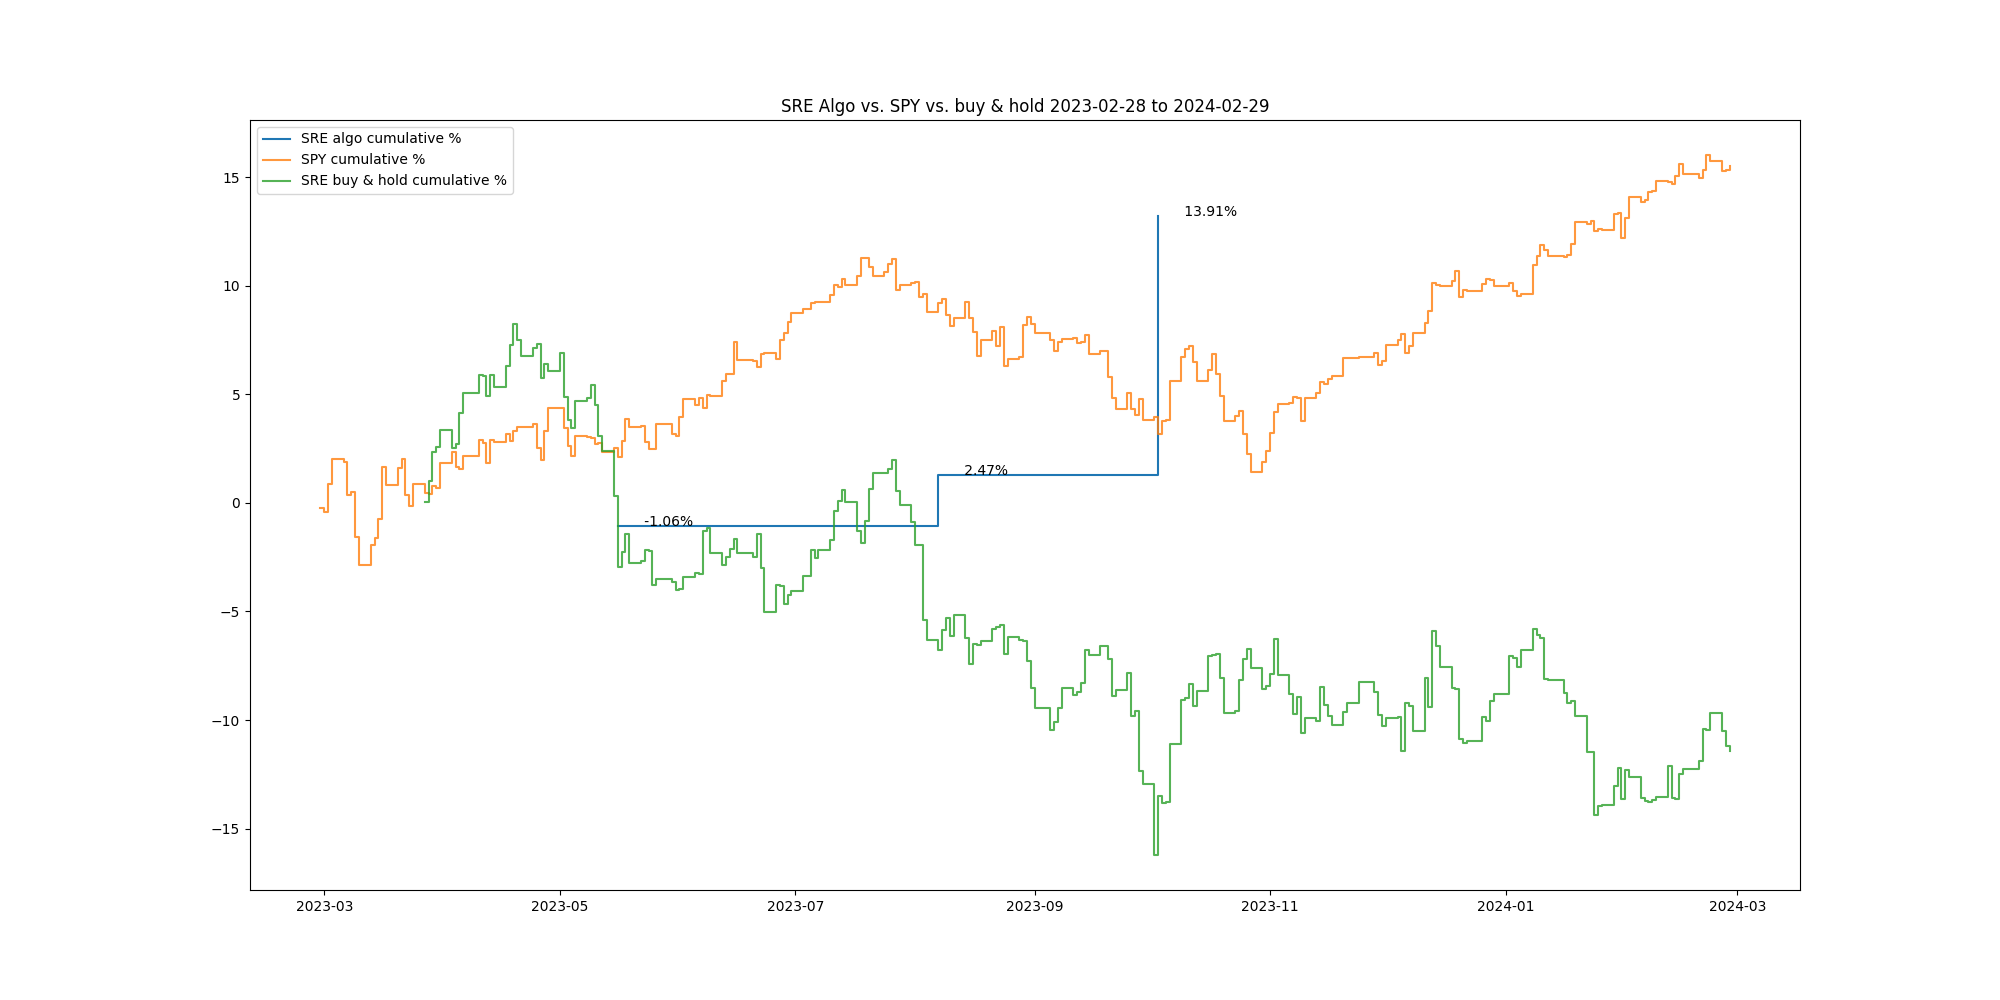 SRE Algo vs. SPY vs. buy & hold 2023-02-28 to 2024-02-29
SRE algo cumulative %
SPY cumulative %
SRE buy & hold cumulative %
15
10
5
0
−5
−10
−15
13.91%
2.47%
-1.06%
2023-03 2023-05 2023-07 2023-09 2023-11 2024-01 2024-03